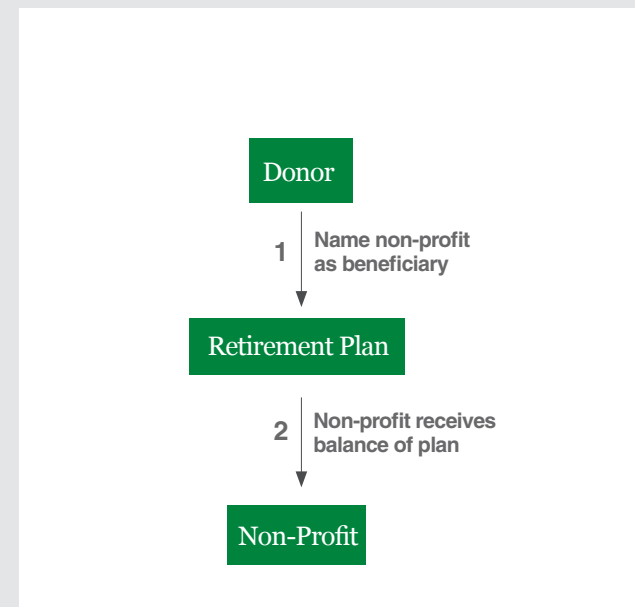 Donor
1
Name non-profit
as beneficiary
Retirement Plan
2
Non-profit receives
balance of plan
Non-Profit